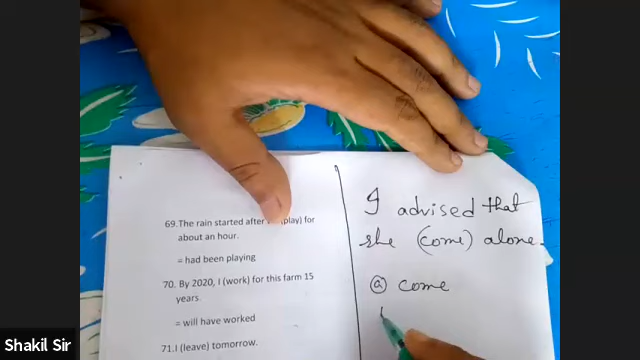 69.The rain started after (play) for
about an hour.
= had been playing
70. By 2020, I (work) for this farm 15
years.
= will have worked
71.I (leave) tomorrow.
I advised that
she (come) alone.
ⓐ come
Shakil Sir